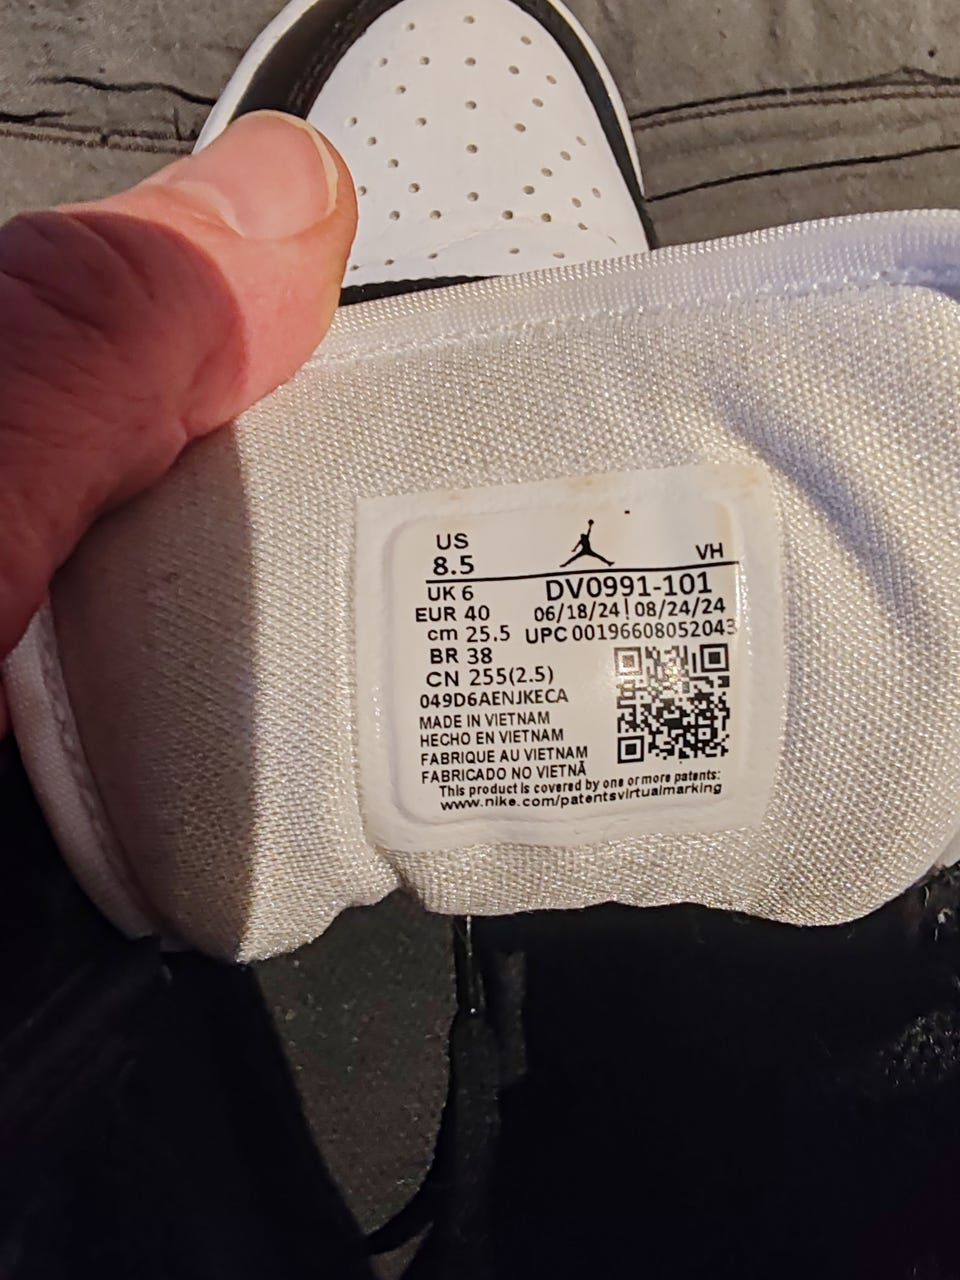 US
8.5
VH
UK 6
DV0991-101
EUR 40
06/18/24|08/24/24
cm 25.5
UPC 00196608052043
BR 38
CN 255(2.5)
049D6AENJKECA
MADE IN VIETNAM
HECHO EN VIETNAM
FABRIQUE AU VIETNAM
FABRICADO NO VIETNÃ
This product is covered by one or more patents:
www.nike.com/patentsvirtualmarking